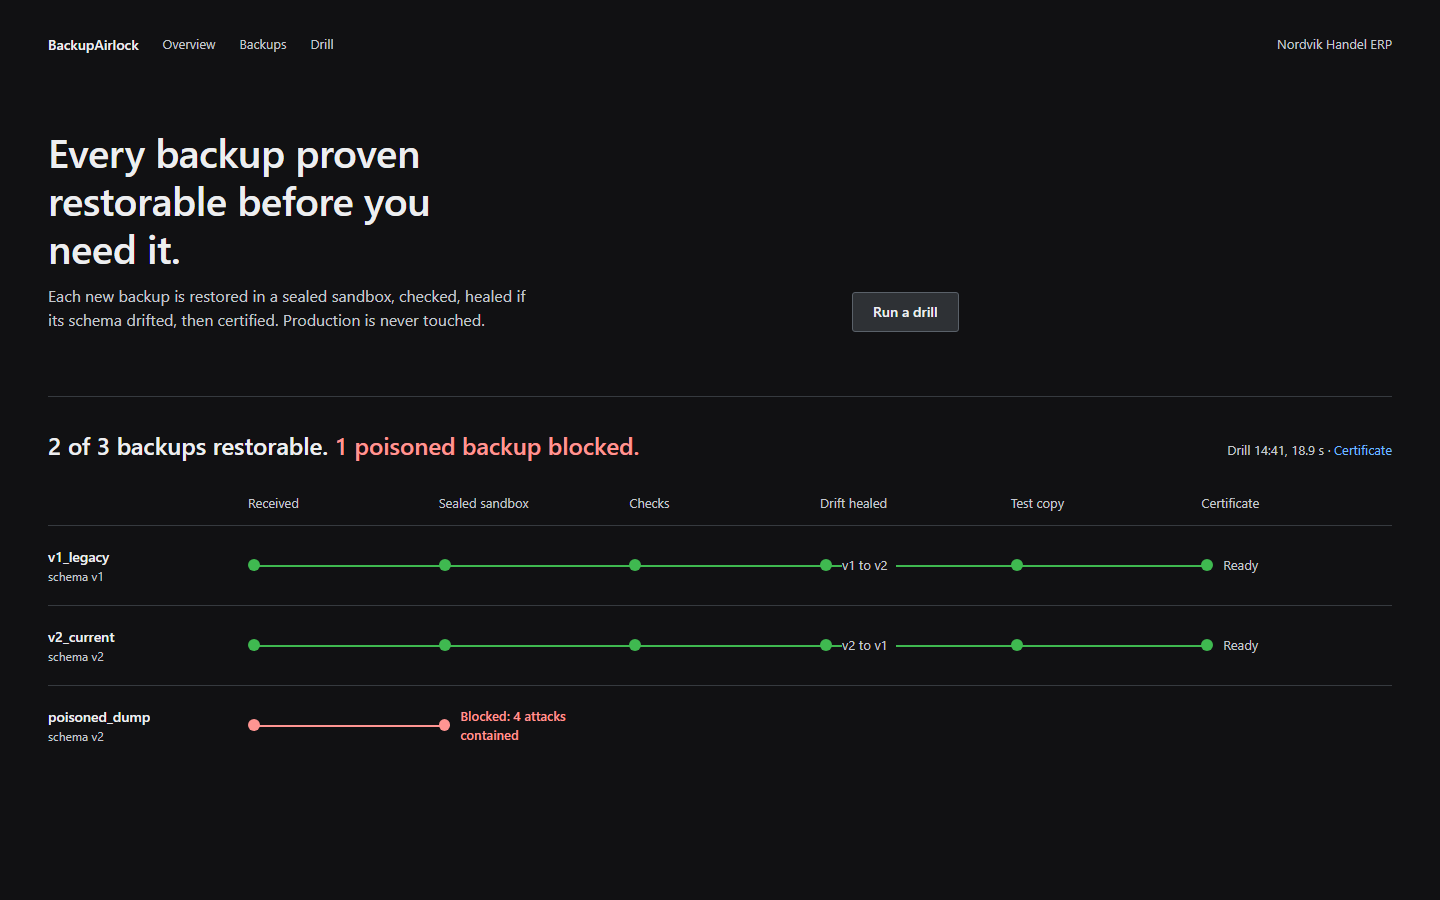 BackupAirlock Overview Backups Drill Nordvik Handel ERP
Every backup proven
restorable before you
need it.
Each new backup is restored in a sealed sandbox, checked, healed if
its schema drifted, then certified. Production is never touched.
Run a drill
2 of 3 backups restorable. 1 poisoned backup blocked.
Drill 14:41, 18.9 s · Certificate
Received Sealed sandbox Checks Drift healed Test copy Certificate
v1_legacy
schema v1
v1 to v2
Ready
v2_current
schema v2
v2 to v1
Ready
poisoned_dump
schema v2
Blocked: 4 attacks
contained